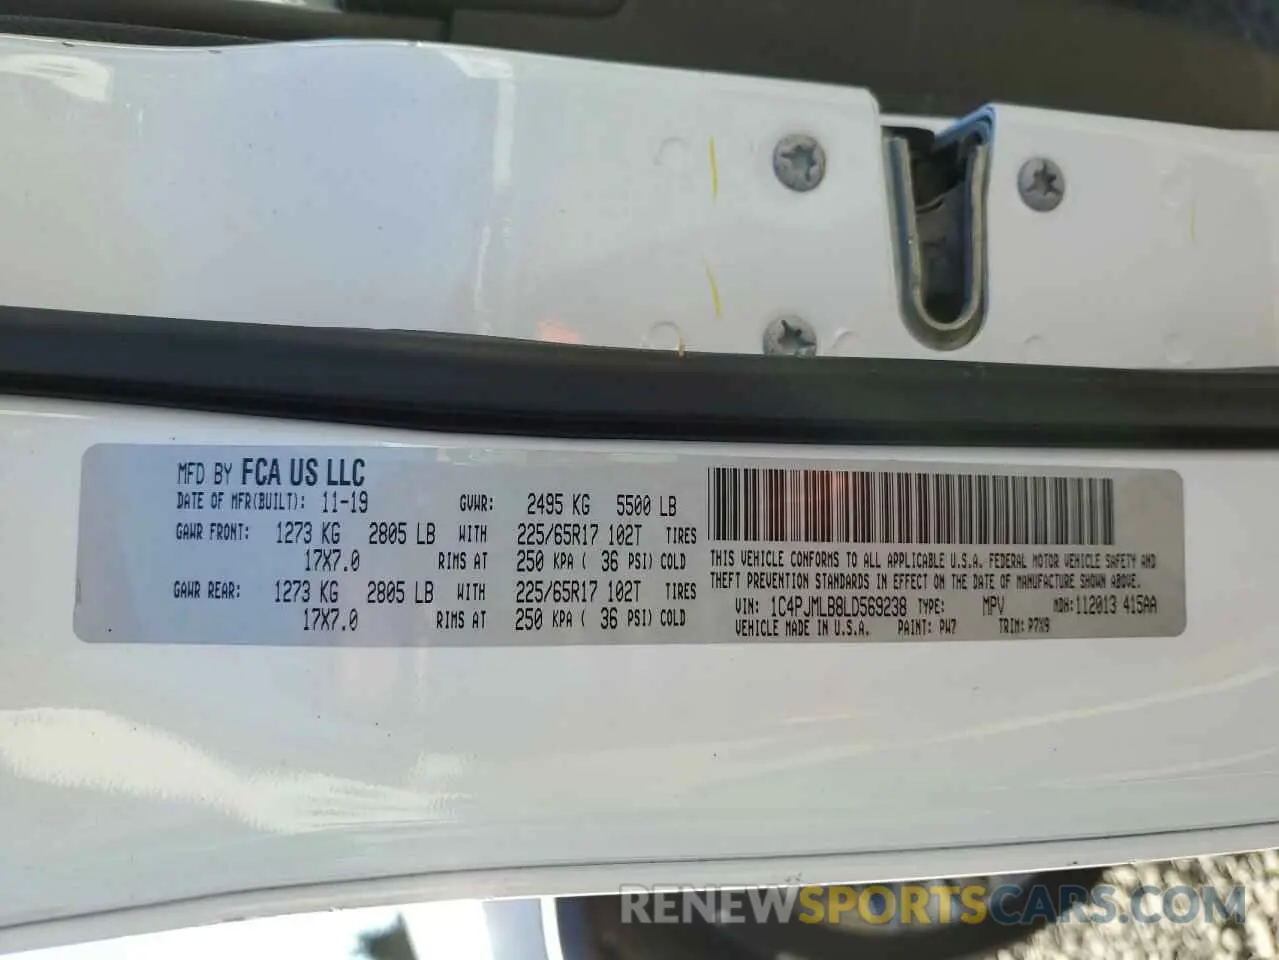 MFD BY FCA US LLC
DATE OF MFR(BUILT): 11-19 GVWR: 2495 KG 5500 LB
GAWR FRONT: 1273 KG 2805 LB WITH 225/65R17 102T TIRES
17X7.0 RIMS AT 250 KPA ( 36 PSI) COLD
GAWR REAR: 1273 KG 2805 LB WITH 225/65R17 102T TIRES
17X7.0 RIMS AT 250 KPA ( 36 PSI) COLD
THIS VEHICLE CONFORMS TO ALL APPLICABLE U.S.A. FEDERAL MOTOR VEHICLE SAFETY AND
THEFT PREVENTION STANDARDS IN EFFECT ON THE DATE OF MANUFACTURE SHOWN ABOVE.
VIN: 1C4PJMLB8LD569238 TYPE: MPV MDH:112013 415AA
VEHICLE MADE IN U.S.A. PAINT: PW7 TRIM: P7X9
RENEWSPORTSCARS.COM